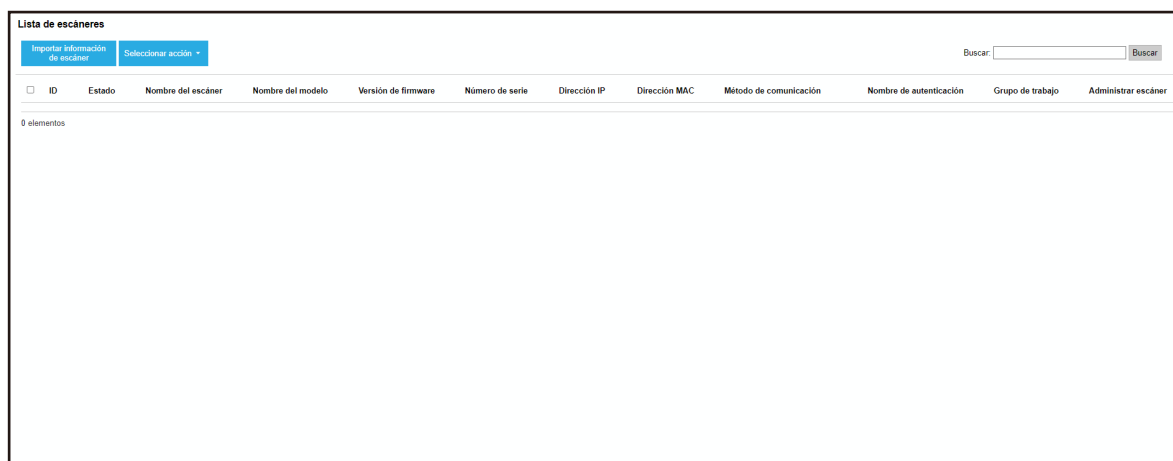 Lista de escáneres
Importar información
de escáner
Seleccionar acción
Buscar:
Buscar
ID Estado Nombre del escáner Nombre del modelo Versión de firmware Número de serie Dirección IP Dirección MAC Método de comunicación Nombre de autenticación Grupo de trabajo Administrar escáner
0 elementos